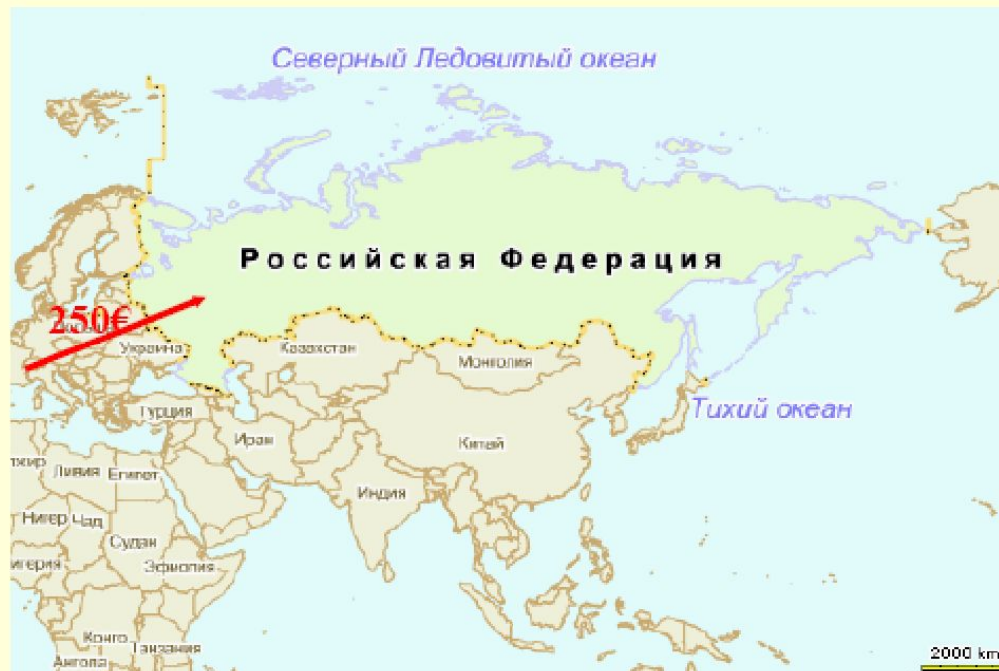 Северный Ледовитый океан
Российская Федерация
250€
Украина
Казахстан
Монголия
Тихий океан
Турция
Иран
Китай
Ливия
Египет
Индия
Нигер
Чад
Судан
Эфиопия
Конго
Танзания
Ангола
2000 km